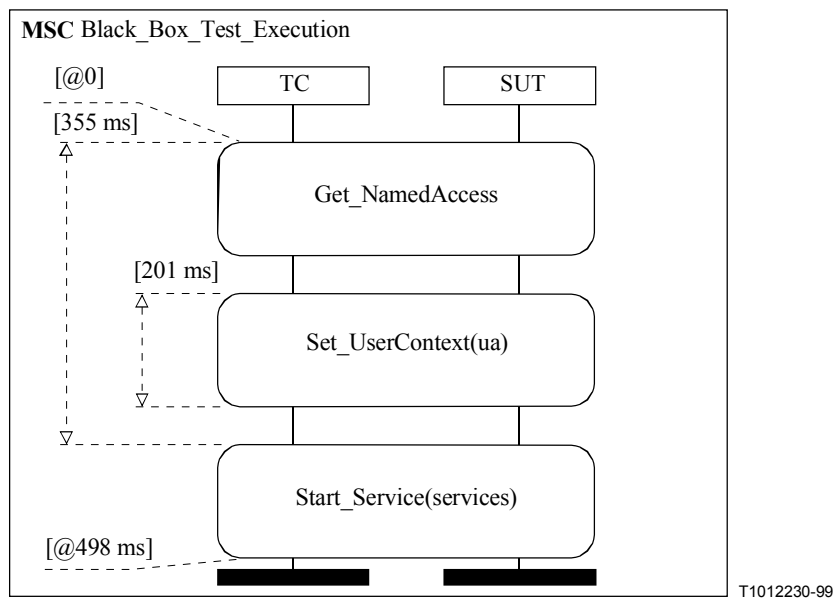 MSC Black_Box_Test_Execution
[@0]
TC
SUT
[355 ms]
Get_NamedAccess
[201 ms]
Set_UserContext(ua)
Start_Service(services)
[@498 ms]
T1012230-99